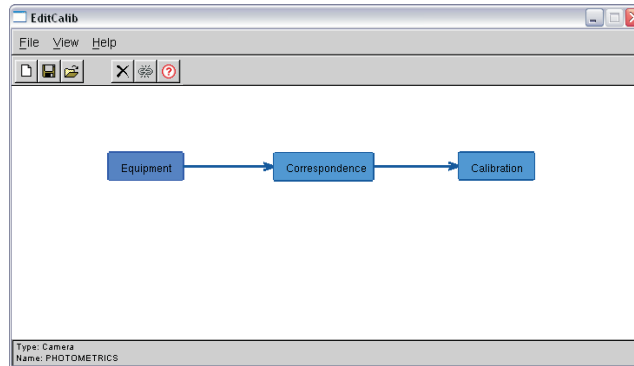 EditCalib
File View Help
Equipment Correspondence Calibration
Type: Camera
Name: PHOTOMETRICS